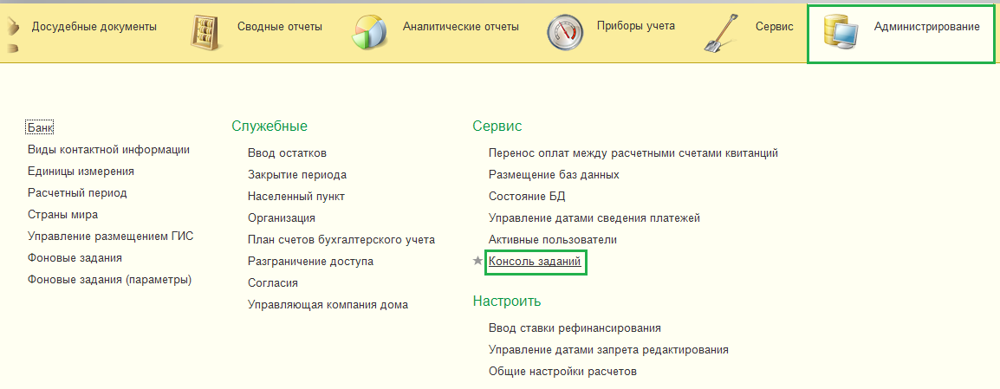 Досудебные документы
Сводные отчеты
Аналитические отчеты
Приборы учета
Сервис
Администрирование
Банк
Виды контактной информации
Единицы измерения
Расчетный период
Страны мира
Управление размещением ГИС
Фоновые задания
Фоновые задания (параметры)
Служебные
Ввод остатков
Закрытие периода
Населенный пункт
Организация
План счетов бухгалтерского учета
Разграничение доступа
Согласия
Управляющая компания дома
Сервис
Перенос оплат между расчетными счетами квитанций
Размещение баз данных
Состояние БД
Управление датами сведения платежей
Активные пользователи
Консоль заданий
Настроить
Ввод ставки рефинансирования
Управление датами запрета редактирования
Общие настройки расчетов